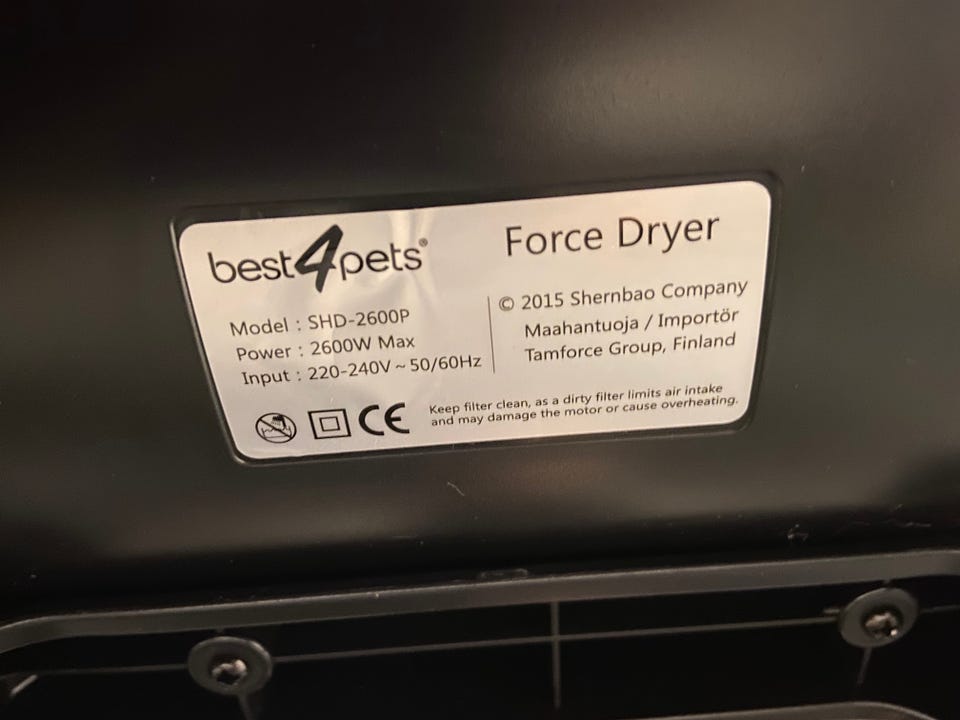 best4pets®
Force Dryer
Model : SHD-2600P
Power : 2600W Max
Input : 220-240V ~ 50/60Hz
© 2015 Shernbao Company
Maahantuoja / Importör
Tamforce Group, Finland
CE
Keep filter clean, as a dirty filter limits air intake
and may damage the motor or cause overheating.